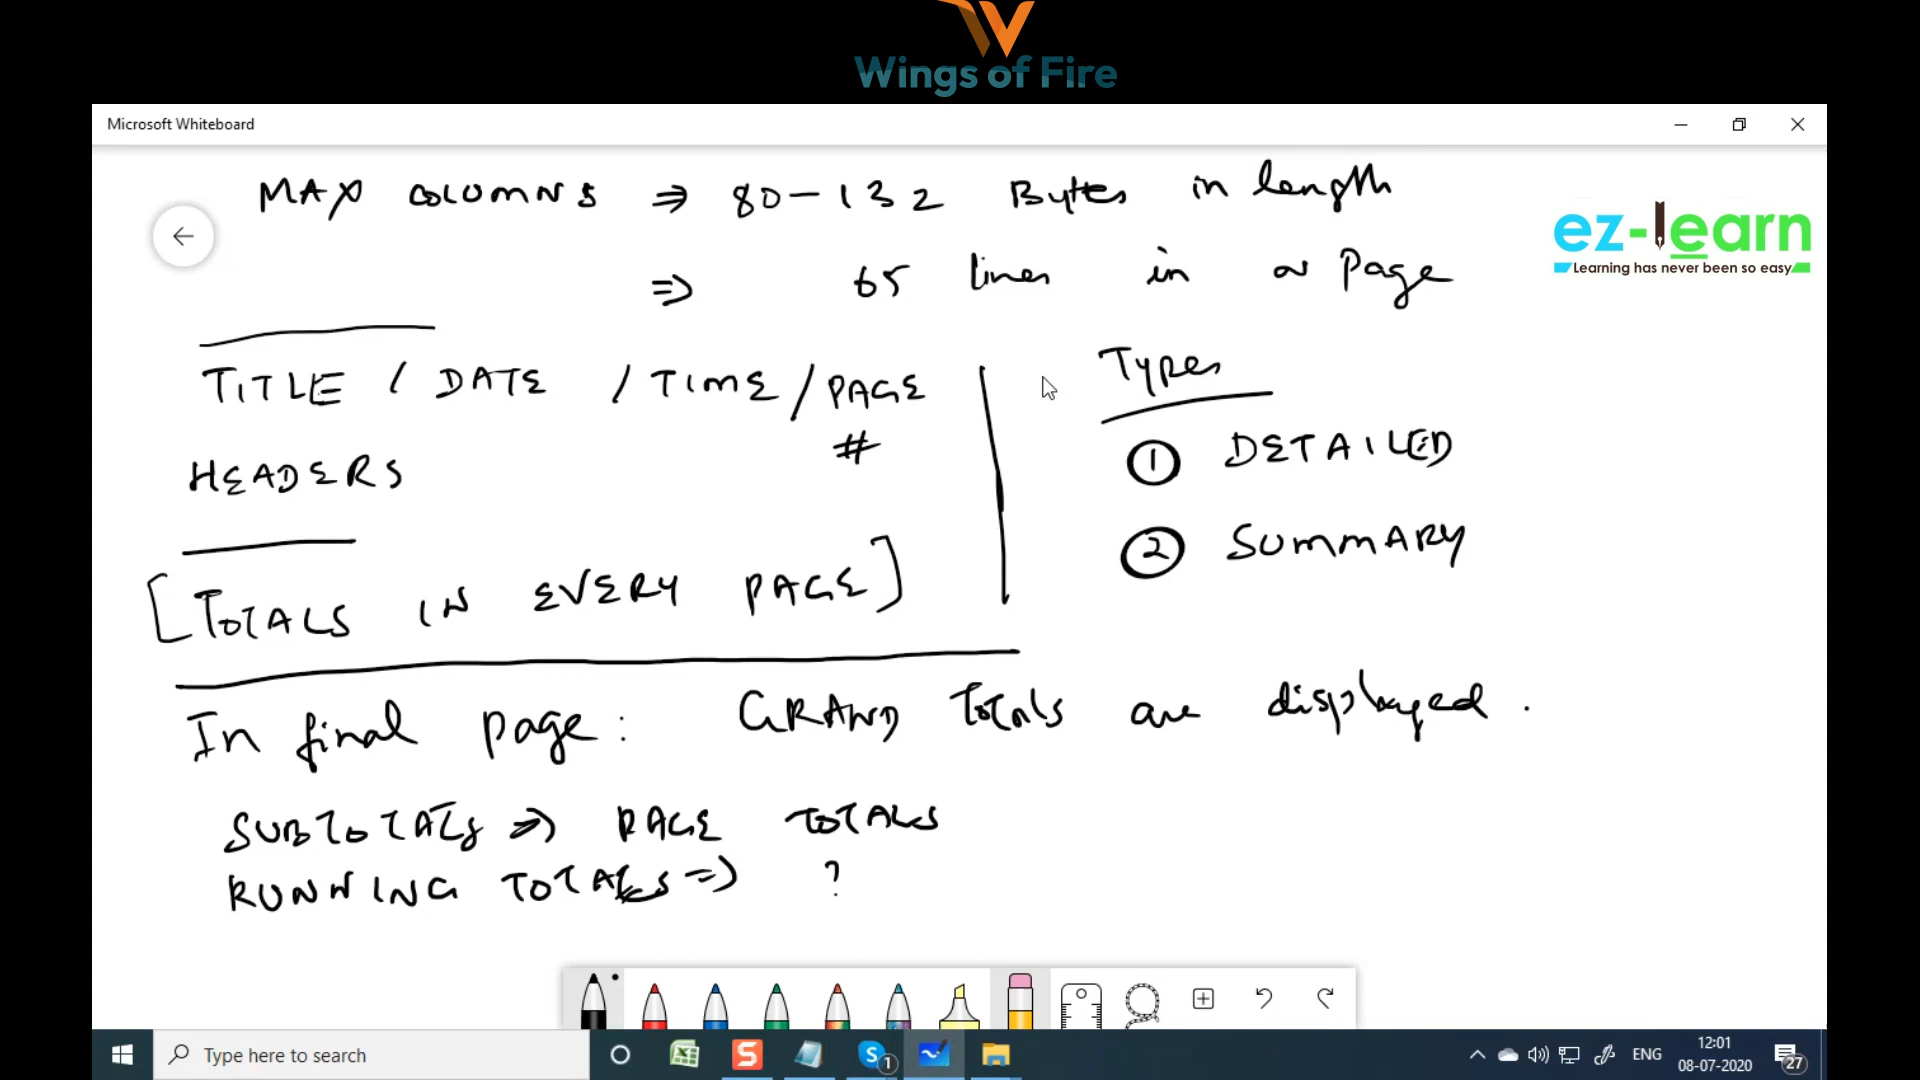 Wings of Fire
Microsoft Whiteboard
MAX COLUMNS ⇒ 80-132 Bytes in length
ez-learn
Learning has never been so easy
⇒ 65 lines in a Page
TITLE / DATE / TIME / PAGE
#
HEADERS
[TOTALS IN EVERY PAGE]
Types
① DETAILED
② SUMMARY
In final page: GRAND Totals are displayed.
SUBTOTALS ⇒ PAGE TOTALS
RUNNING TOTALS ⇒ ?
Type here to search
S
S
1
ENG
12:01
08-07-2020
27